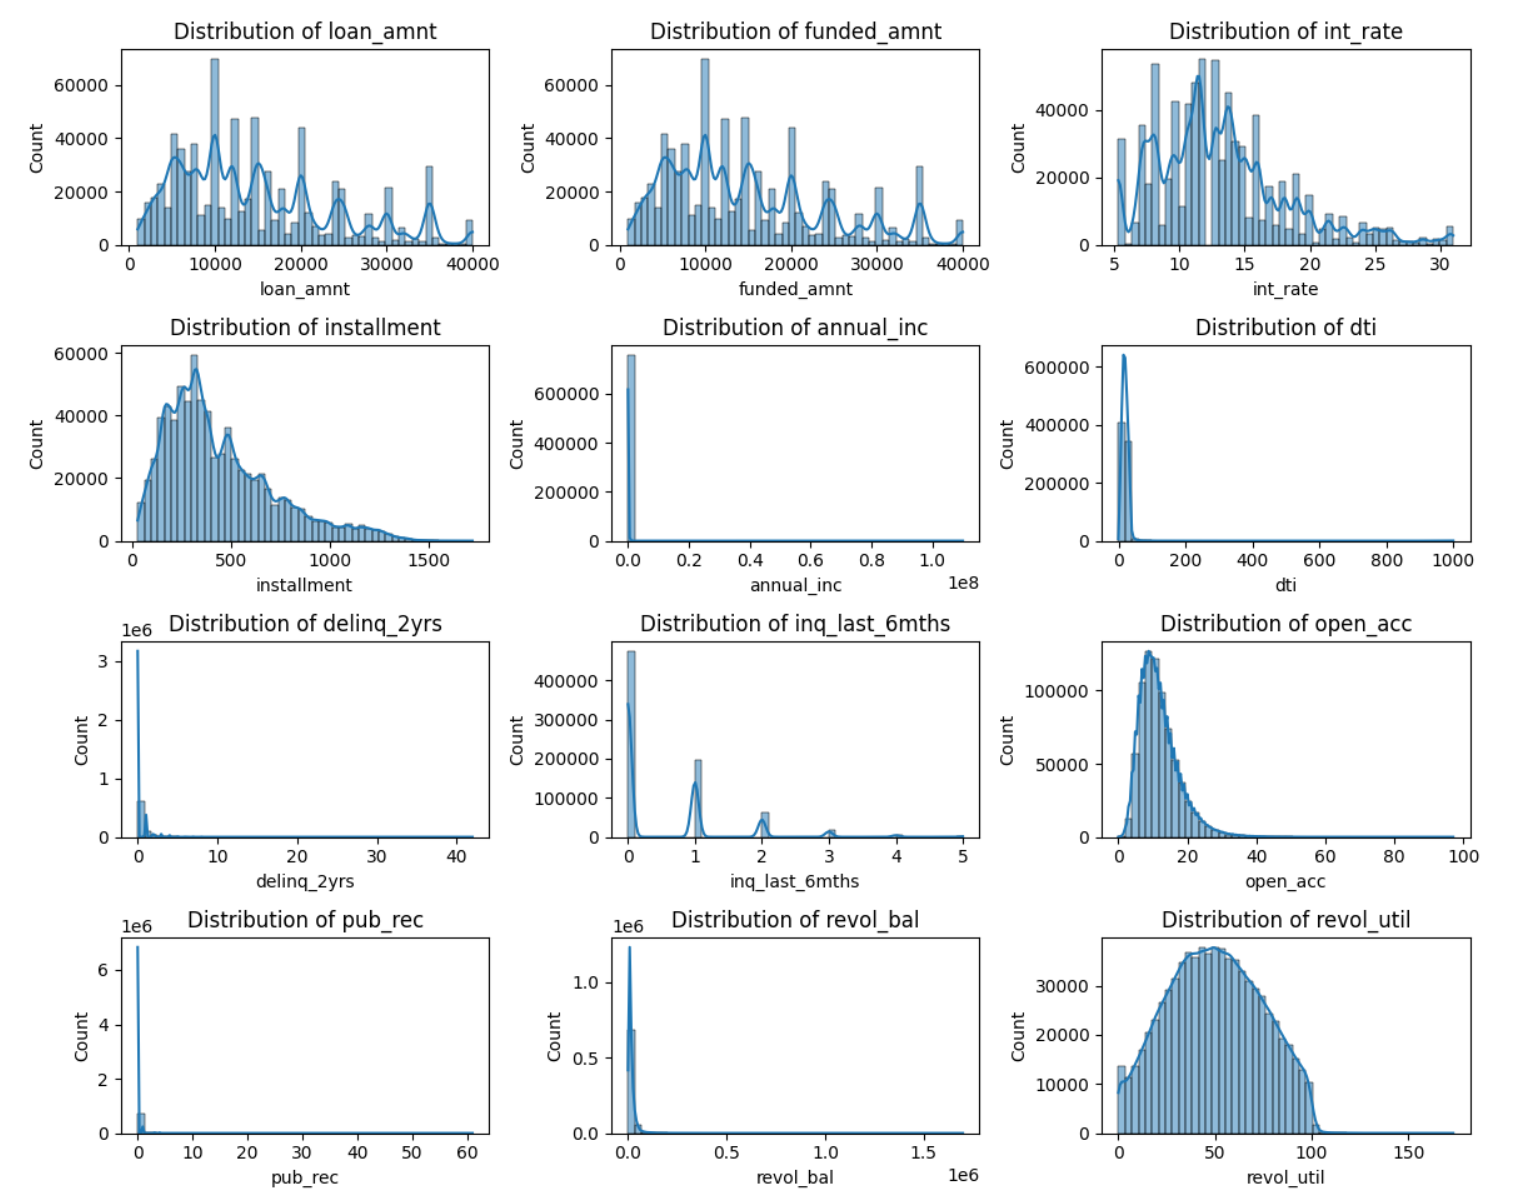 Distribution of loan_amnt
Count
60000
40000
20000
0
0 10000 20000 30000 40000
loan_amnt
Distribution of funded_amnt
Count
60000
40000
20000
0
0 10000 20000 30000 40000
funded_amnt
Distribution of int_rate
Count
40000
20000
0
5 10 15 20 25 30
int_rate
Distribution of installment
Count
60000
40000
20000
0
0 500 1000 1500
installment
Distribution of annual_inc
Count
600000
400000
200000
0
0.0 0.2 0.4 0.6 0.8 1.0
1e8
annual_inc
Distribution of dti
Count
600000
400000
200000
0
0 200 400 600 800 1000
dti
Distribution of delinq_2yrs
1e6
Count
3
2
1
0
0 10 20 30 40
delinq_2yrs
Distribution of inq_last_6mths
Count
400000
300000
200000
100000
0
0 1 2 3 4 5
inq_last_6mths
Distribution of open_acc
Count
100000
50000
0
0 20 40 60 80 100
open_acc
Distribution of pub_rec
1e6
Count
6
4
2
0
0 10 20 30 40 50 60
pub_rec
Distribution of revol_bal
1e6
Count
1.0
0.5
0.0
0.0 0.5 1.0 1.5
1e6
revol_bal
Distribution of revol_util
Count
30000
20000
10000
0
0 50 100 150
revol_util